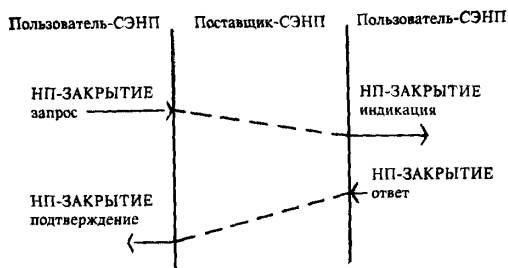 Пользователь-СЭНП Поставщик-СЭНП Пользователь-СЭНП
НП-ЗАКРЫТИЕ
запрос
НП-ЗАКРЫТИЕ
индикация
НП-ЗАКРЫТИЕ
ответ
НП-ЗАКРЫТИЕ
подтверждение